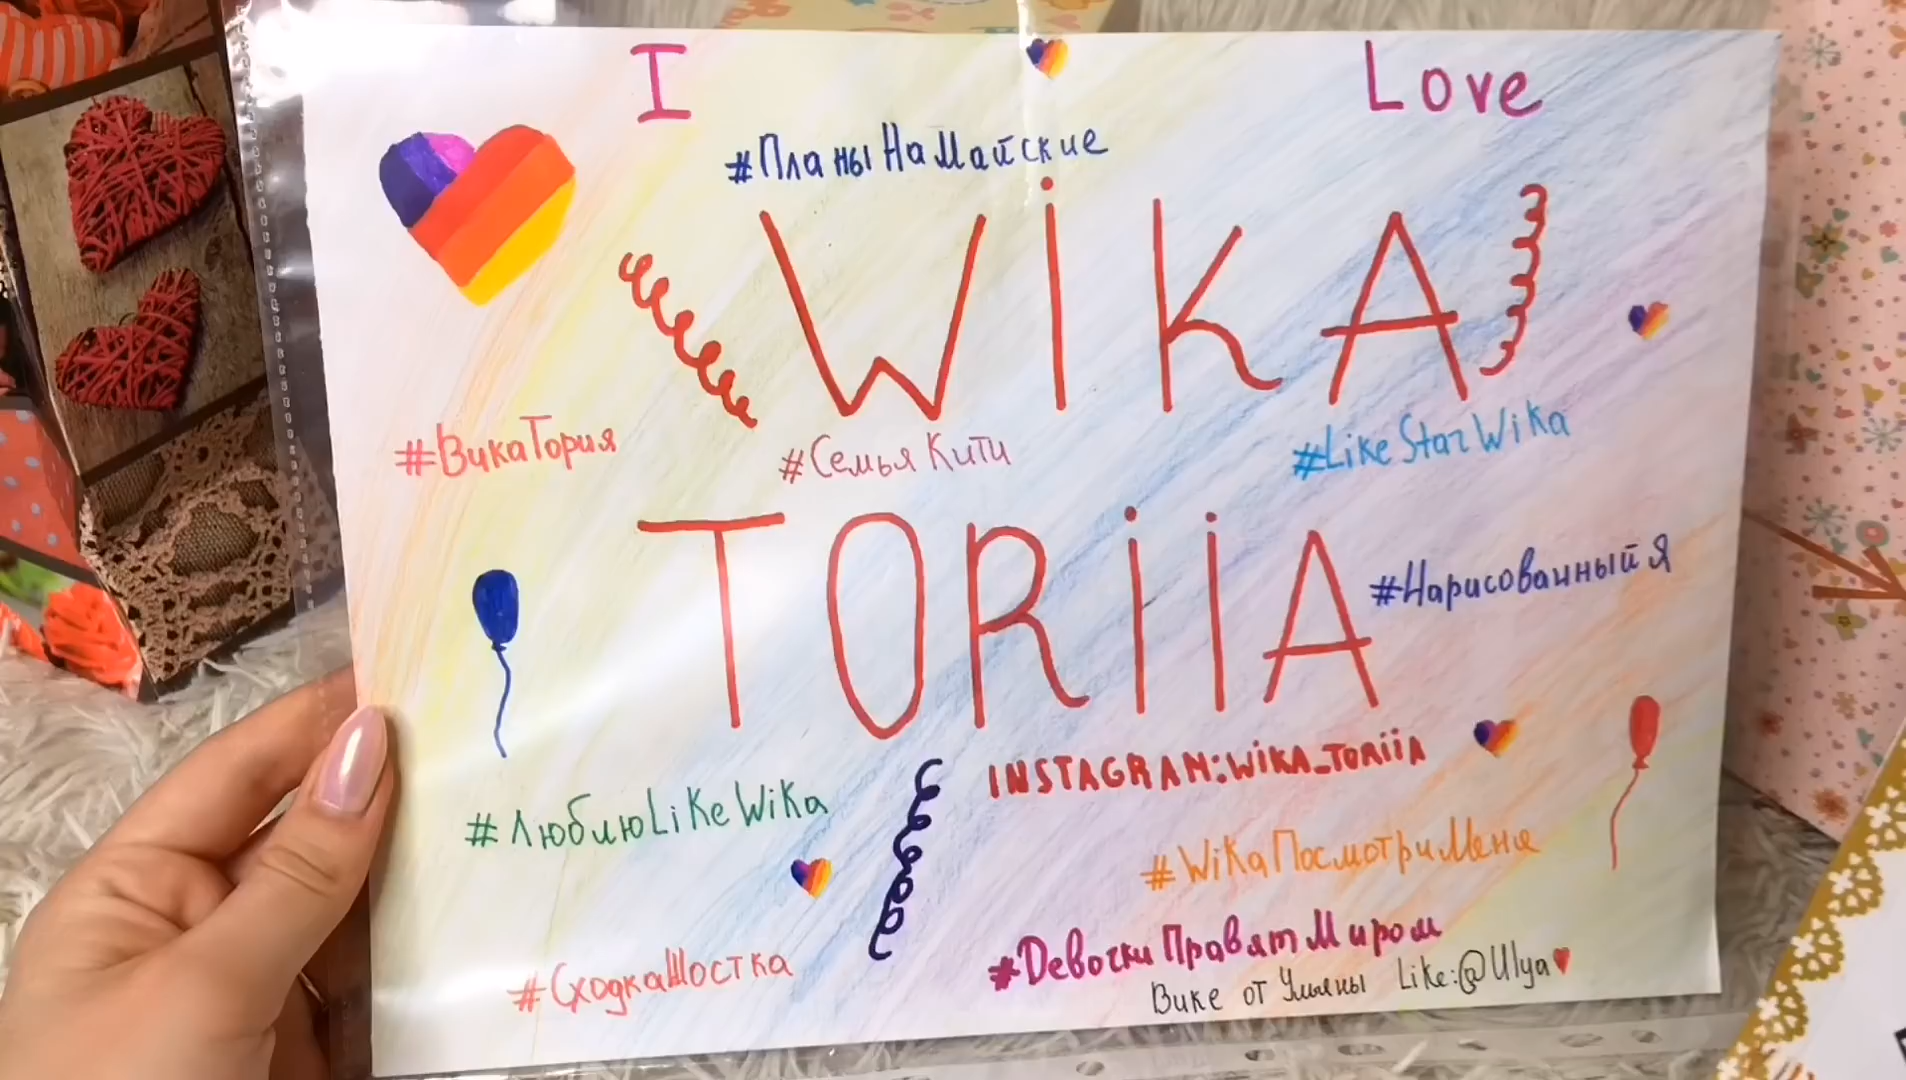 I Love
#ПланыНаМайские
WiKA
#ВикаТория #СемьяКити #LikeStarWika
TORiiA
#Нарисованный Я
INSTAGRAM:WiKA_TORiiA
#ЛюблюLiKeWiKa
#WiKaПосмотриМеня
#ДевочкиПравятМиром
#СходкаШостка
Вике от Ульяны Like:@Ulya